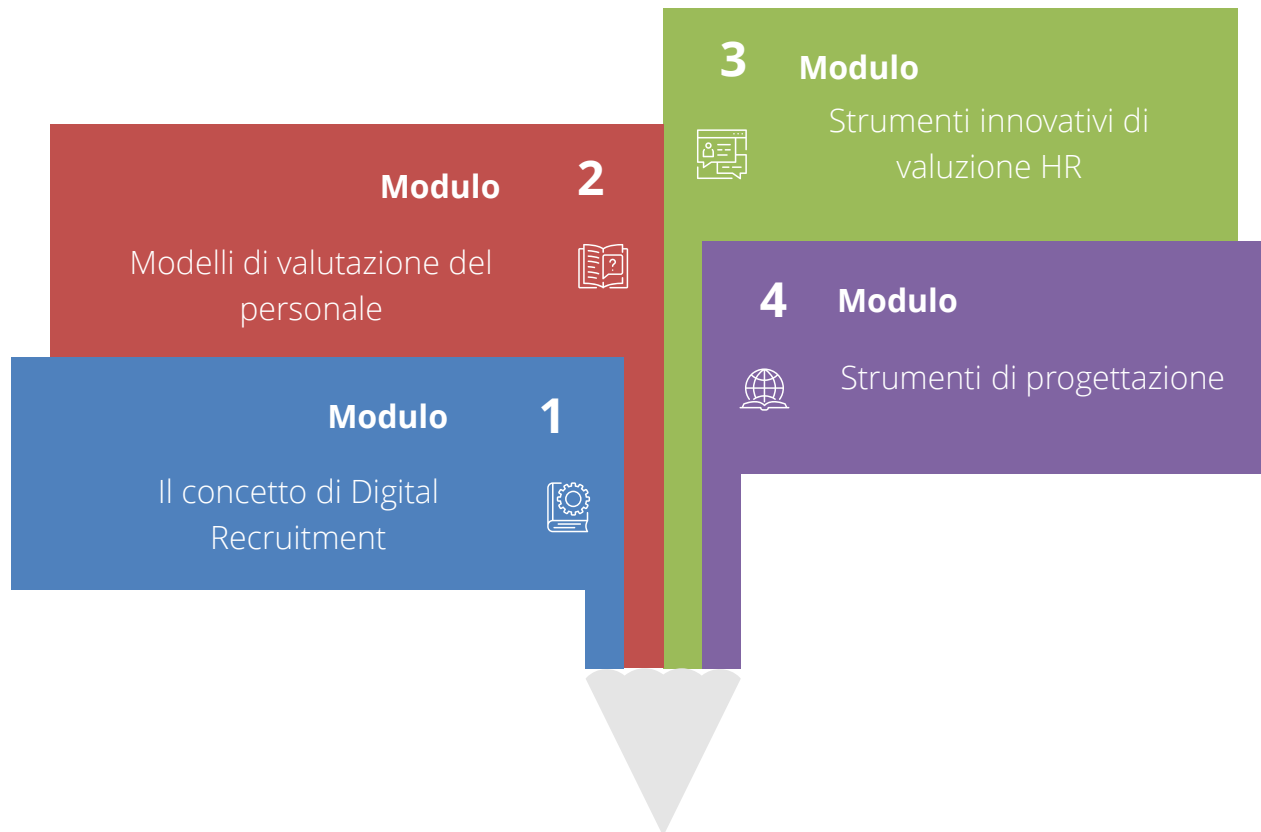 1
Modulo
Il concetto di Digital
Recruitment
2
Modulo
Modelli di valutazione del
personale
3
Modulo
Strumenti innovativi di
valuzione HR
4
Modulo
Strumenti di progettazione